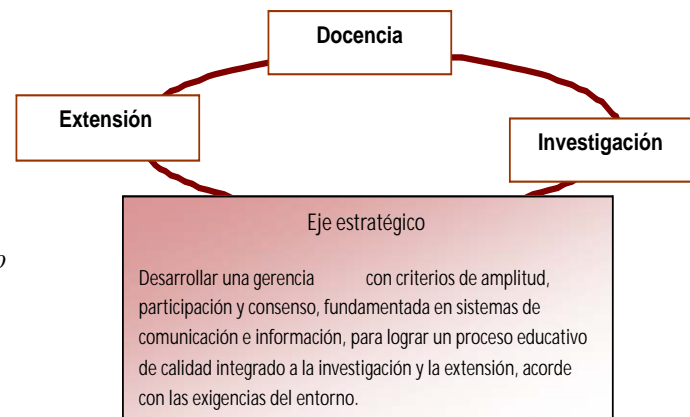 Docencia
Extensión
Investigación
Eje estratégico
Desarrollar una gerencia con criterios de amplitud,
participación y consenso, fundamentada en sistemas de
comunicación e información, para lograr un proceso educativo
de calidad integrado a la investigación y la extensión, acorde
con las exigencias del entorno.